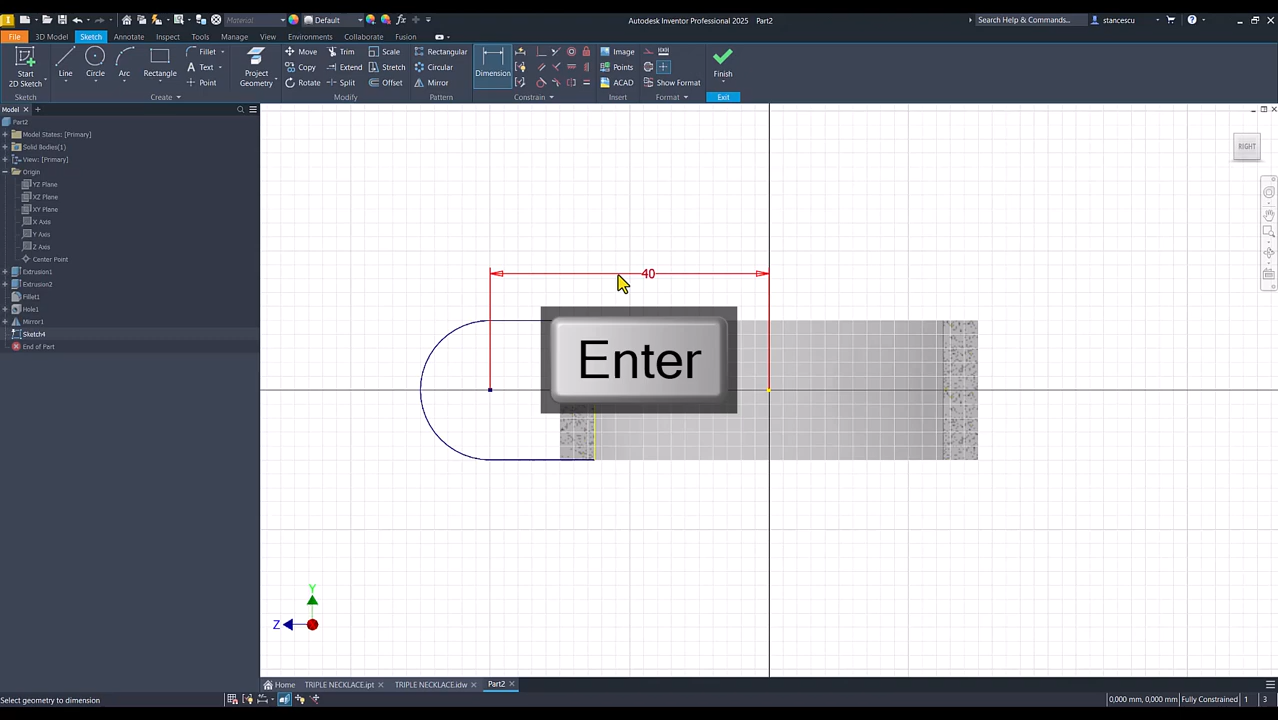 Material Default Autodesk Inventor Professional 2025 Part2 Search Help & Commands... stancescu
File 3D Model Sketch Annotate Inspect Tools Manage View Environments Collaborate Fusion
Start 2D Sketch Line Circle Arc Rectangle Fillet Text Point Project Geometry Move Copy Rotate Trim Extend Split Scale Stretch Offset Rectangular Circular Mirror Dimension Image Points ACAD Show Format Finish
Sketch Create Modify Pattern Constrain Insert Format Exit
Model
Part2
Model States: [Primary]
Solid Bodies(1)
View: [Primary]
Origin
YZ Plane
XZ Plane
XY Plane
X Axis
Y Axis
Z Axis
Center Point
Extrusion1
Extrusion2
Fillet1
Hole1
Mirror1
Sketch4
End of Part
RIGHT
40
Enter
Y
Z
Home TRIPLE NECKLACE.ipt TRIPLE NECKLACE.idw Part2
Select geometry to dimension 0,000 mm, 0,000 mm Fully Constrained 1 3